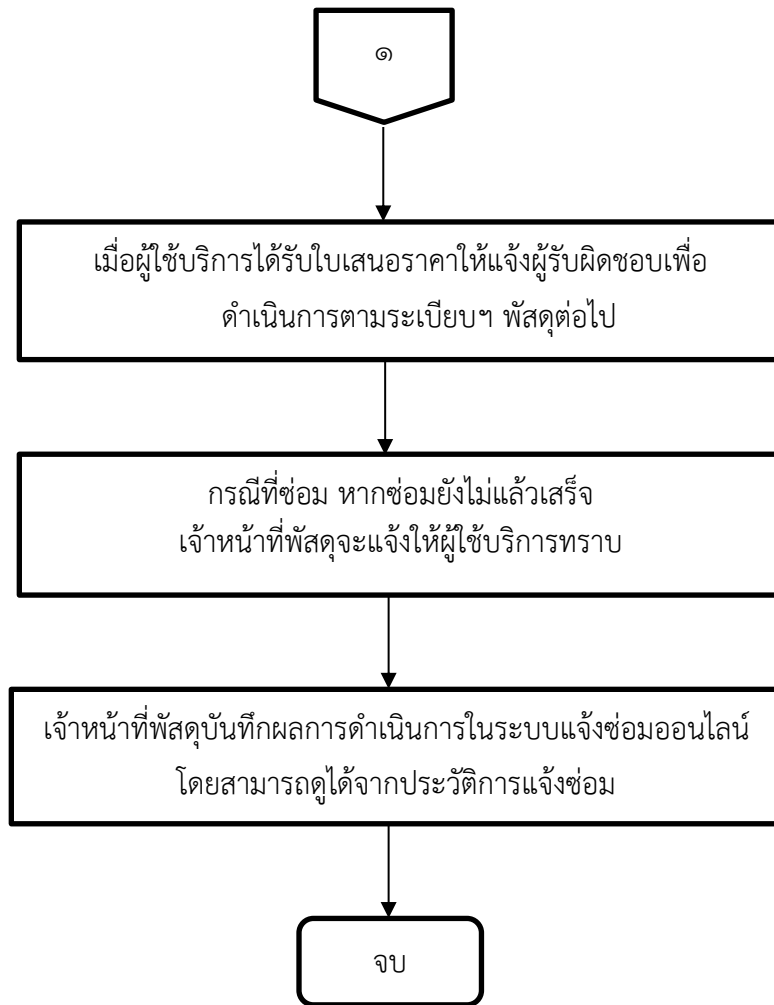 ๑
เมื่อผู้ใช้บริการได้รับใบเสนอราคาให้แจ้งผู้รับผิดชอบเพื่อ
ดำเนินการตามระเบียบฯ พัสดุต่อไป
กรณีที่ซ่อม หากซ่อมยังไม่แล้วเสร็จ
เจ้าหน้าที่พัสดุจะแจ้งให้ผู้ใช้บริการทราบ
เจ้าหน้าที่พัสดุบันทึกผลการดำเนินการในระบบแจ้งซ่อมออนไลน์
โดยสามารถดูได้จากประวัติการแจ้งซ่อม
จบ